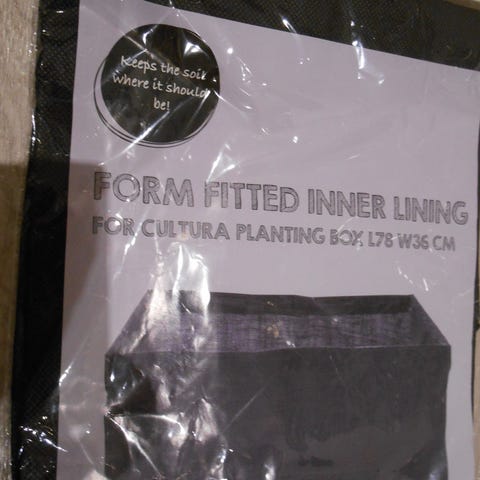 Keeps the soil
where it should
be!
FORM FITTED INNER LINING
FOR CULTURA PLANTING BOX L78 W36 CM